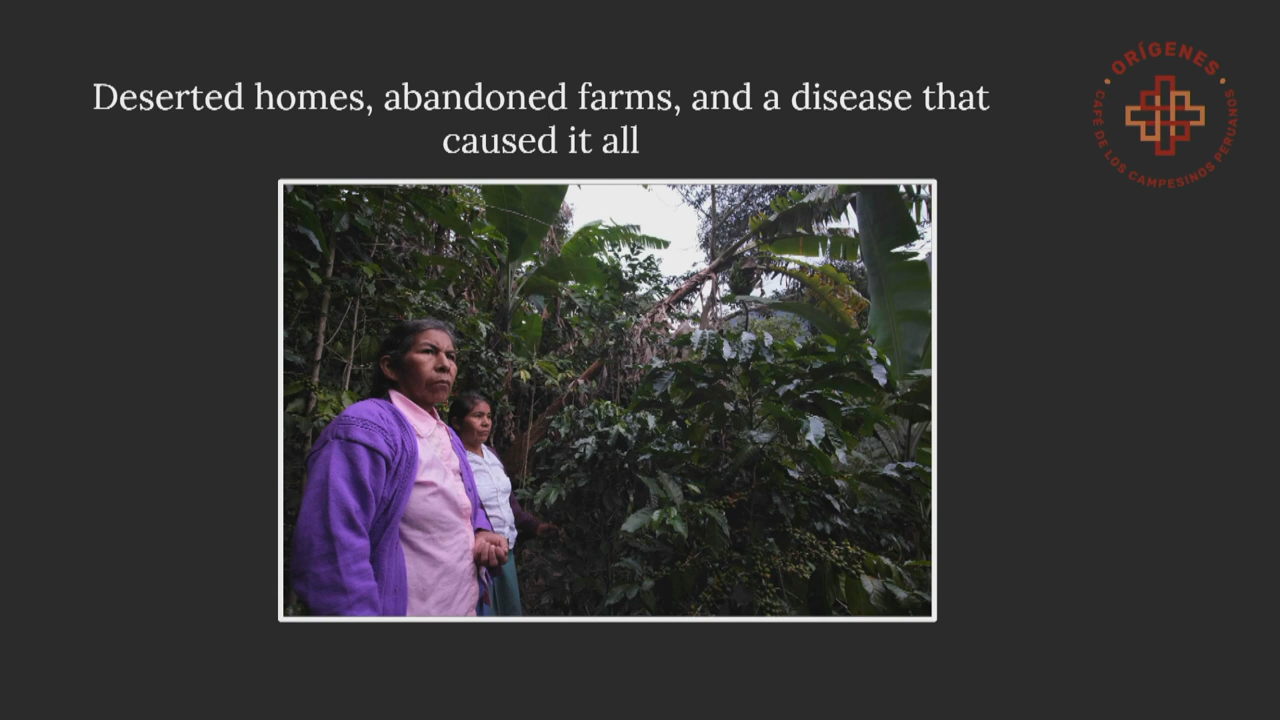 Deserted homes, abandoned farms, and a disease that
caused it all
ORÍGENES
CAFÉ DE LOS CAMPESINOS PERUANOS